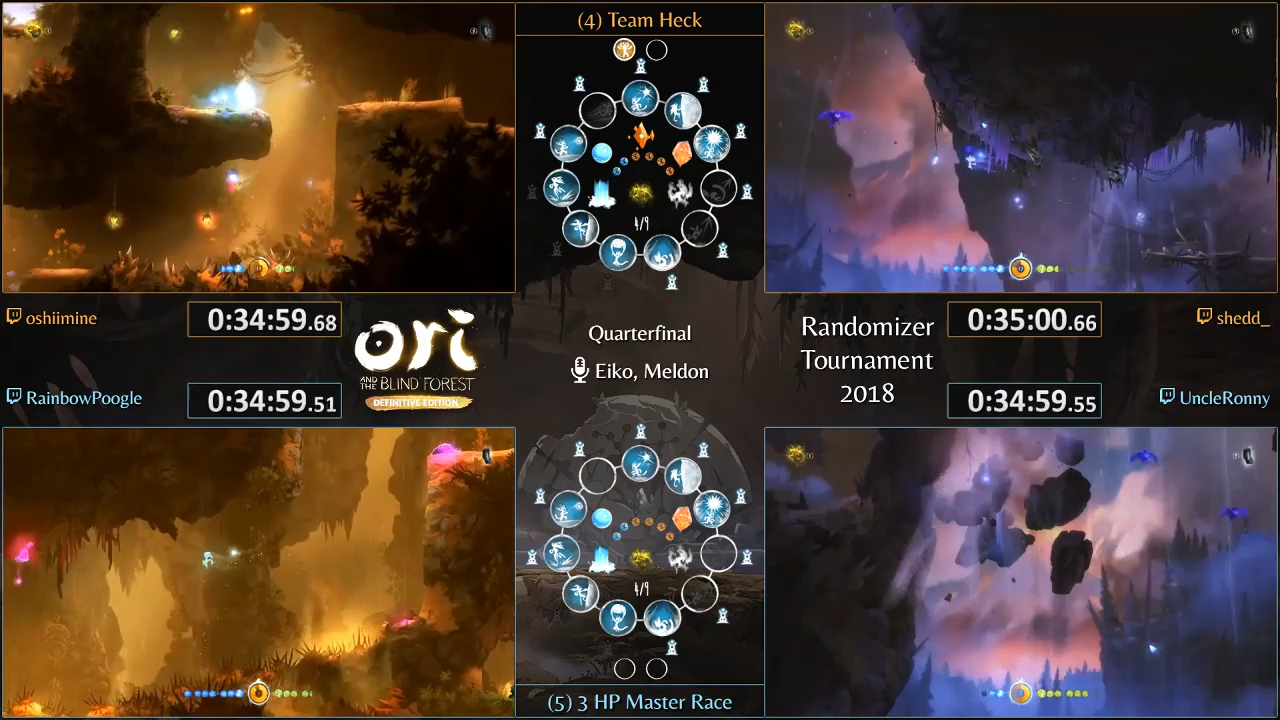 (4) Team Heck
4/9
oshiimine
0:34:59.68
ori
AND THE BLIND FOREST
DEFINITIVE EDITION
Quarterfinal
Eiko, Meldon
Randomizer
Tournament
2018
0:35:00.66
shedd_
RainbowPoogle
0:34:59.51
0:34:59.55
UncleRonny
4/9
(5) 3 HP Master Race